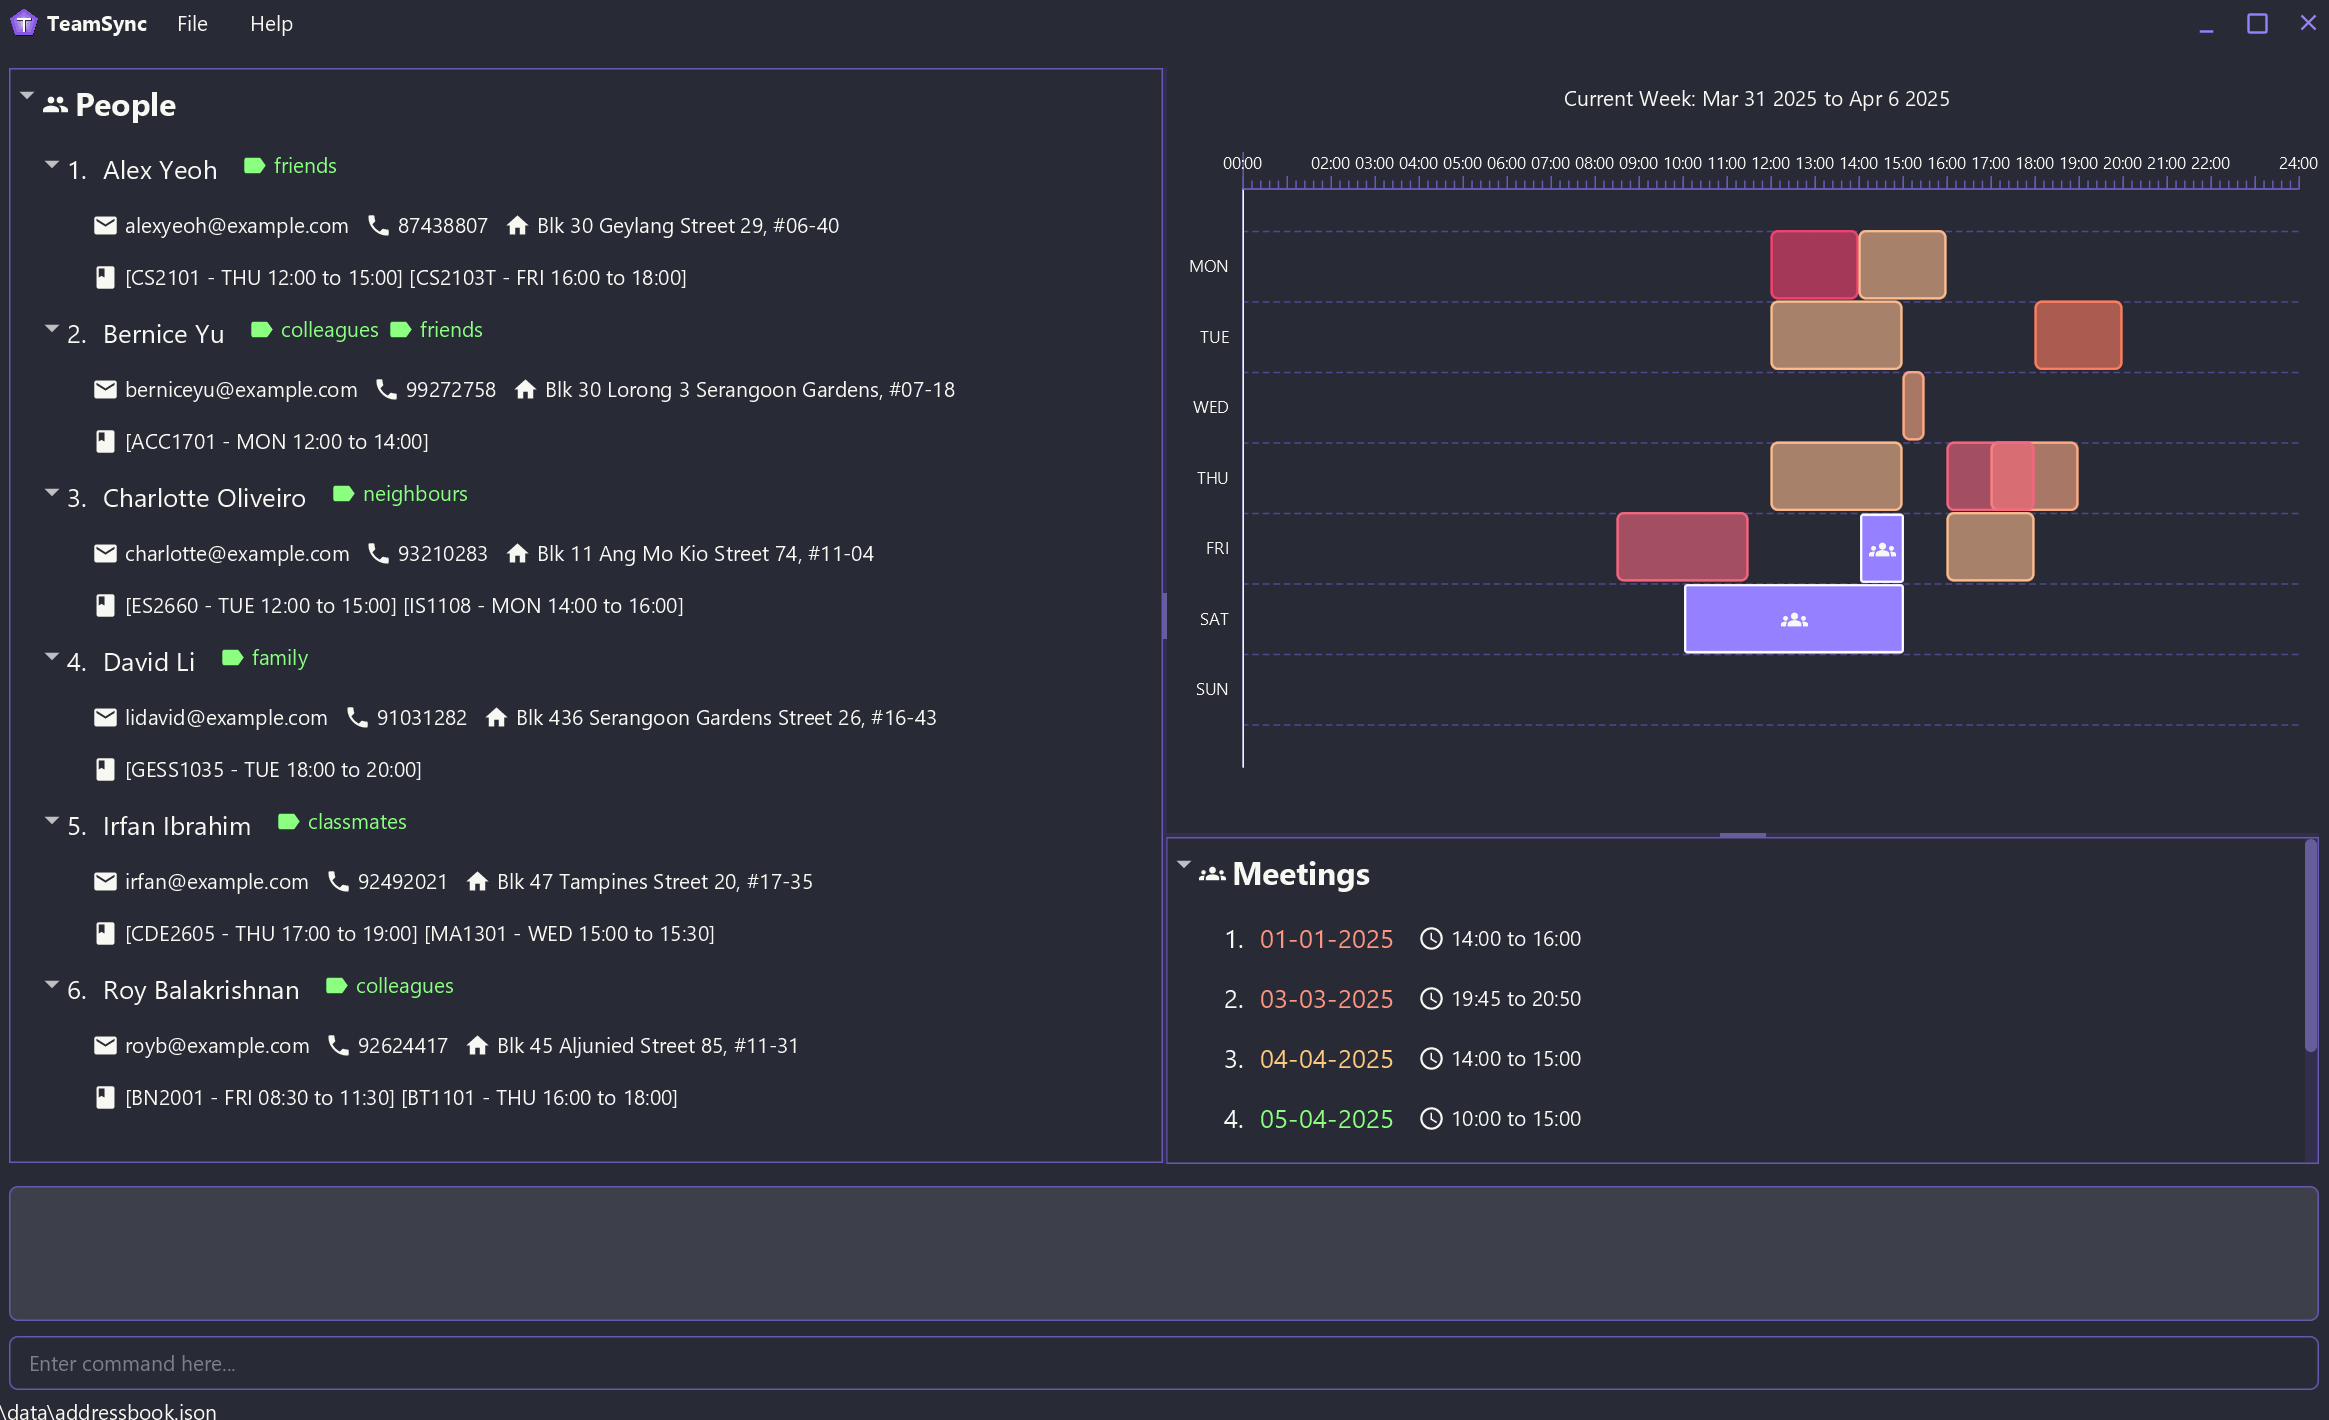 TeamSync File Help
People
1. Alex Yeoh friends
alexyeoh@example.com 87438807 Blk 30 Geylang Street 29, #06-40
[CS2101 - THU 12:00 to 15:00] [CS2103T - FRI 16:00 to 18:00]
2. Bernice Yu colleagues friends
berniceyu@example.com 99272758 Blk 30 Lorong 3 Serangoon Gardens, #07-18
[ACC1701 - MON 12:00 to 14:00]
3. Charlotte Oliveiro neighbours
charlotte@example.com 93210283 Blk 11 Ang Mo Kio Street 74, #11-04
[ES2660 - TUE 12:00 to 15:00] [IS1108 - MON 14:00 to 16:00]
4. David Li family
lidavid@example.com 91031282 Blk 436 Serangoon Gardens Street 26, #16-43
[GESS1035 - TUE 18:00 to 20:00]
5. Irfan Ibrahim classmates
irfan@example.com 92492021 Blk 47 Tampines Street 20, #17-35
[CDE2605 - THU 17:00 to 19:00] [MA1301 - WED 15:00 to 15:30]
6. Roy Balakrishnan colleagues
royb@example.com 92624417 Blk 45 Aljunied Street 85, #11-31
[BN2001 - FRI 08:30 to 11:30] [BT1101 - THU 16:00 to 18:00]
Current Week: Mar 31 2025 to Apr 6 2025
00:00 02:00 03:00 04:00 05:00 06:00 07:00 08:00 09:00 10:00 11:00 12:00 13:00 14:00 15:00 16:00 17:00 18:00 19:00 20:00 21:00 22:00 24:00
MON
TUE
WED
THU
FRI
SAT
SUN
Meetings
1. 01-01-2025 14:00 to 16:00
2. 03-03-2025 19:45 to 20:50
3. 04-04-2025 14:00 to 15:00
4. 05-04-2025 10:00 to 15:00
Enter command here...
\data\addressbook.json